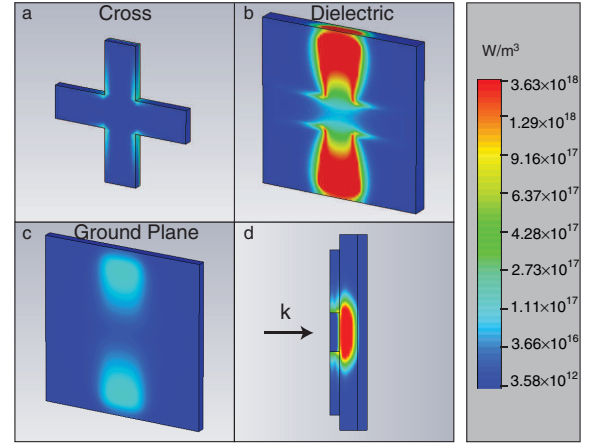 a Cross
b Dielectric
c Ground Plane
d
k
W/m³
3.63×10¹⁸
1.29×10¹⁸
9.16×10¹⁷
6.37×10¹⁷
4.28×10¹⁷
2.73×10¹⁷
1.11×10¹⁷
3.66×10¹⁶
3.58×10¹²